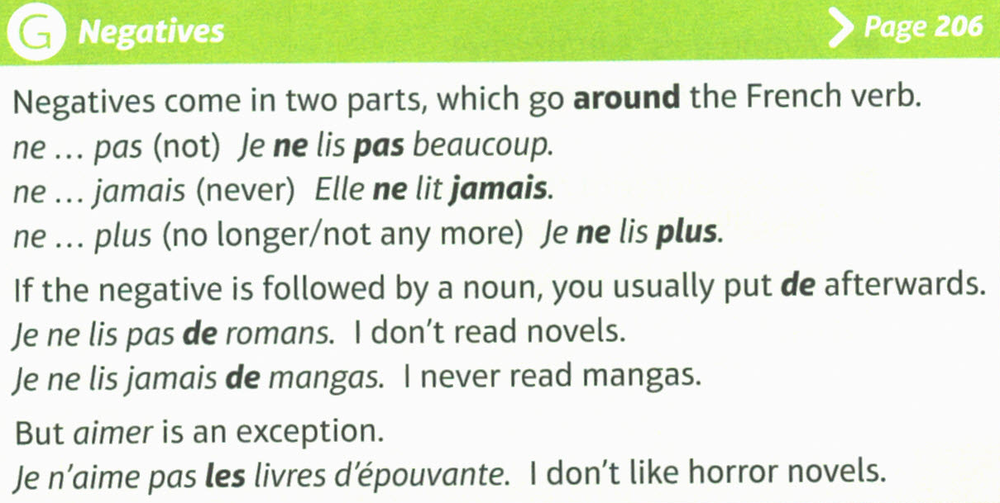 G Negatives Page 206
Negatives come in two parts, which go around the French verb.
ne ... pas (not) Je ne lis pas beaucoup.
ne ... jamais (never) Elle ne lit jamais.
ne ... plus (no longer/not any more) Je ne lis plus.
If the negative is followed by a noun, you usually put de afterwards.
Je ne lis pas de romans. I don't read novels.
Je ne lis jamais de mangas. I never read mangas.
But aimer is an exception.
Je n'aime pas les livres d'épouvante. I don't like horror novels.